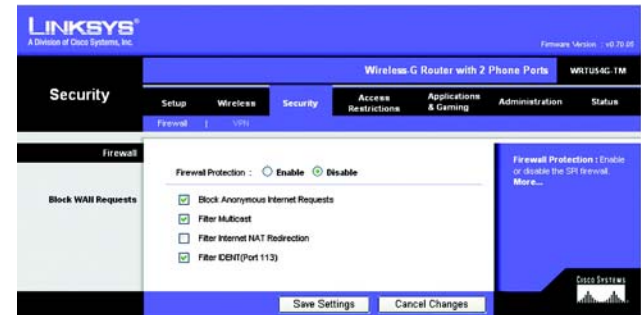 LINKSYS®
A Division of Cisco Systems, Inc.
Firmware Version : v0.70.05
Wireless-G Router with 2 Phone Ports WRTU54G-TM
Security
Setup Wireless Security Access Restrictions Applications & Gaming Administration Status
Firewall | VPN
Firewall
Firewall Protection : Enable Disable
Block WAN Requests
Block Anonymous Internet Requests
Filter Multicast
Filter Internet NAT Redirection
Filter IDENT(Port 113)
Firewall Protection : Enable
or disable the SPI firewall.
More...
CISCO SYSTEMS
Save Settings Cancel Changes